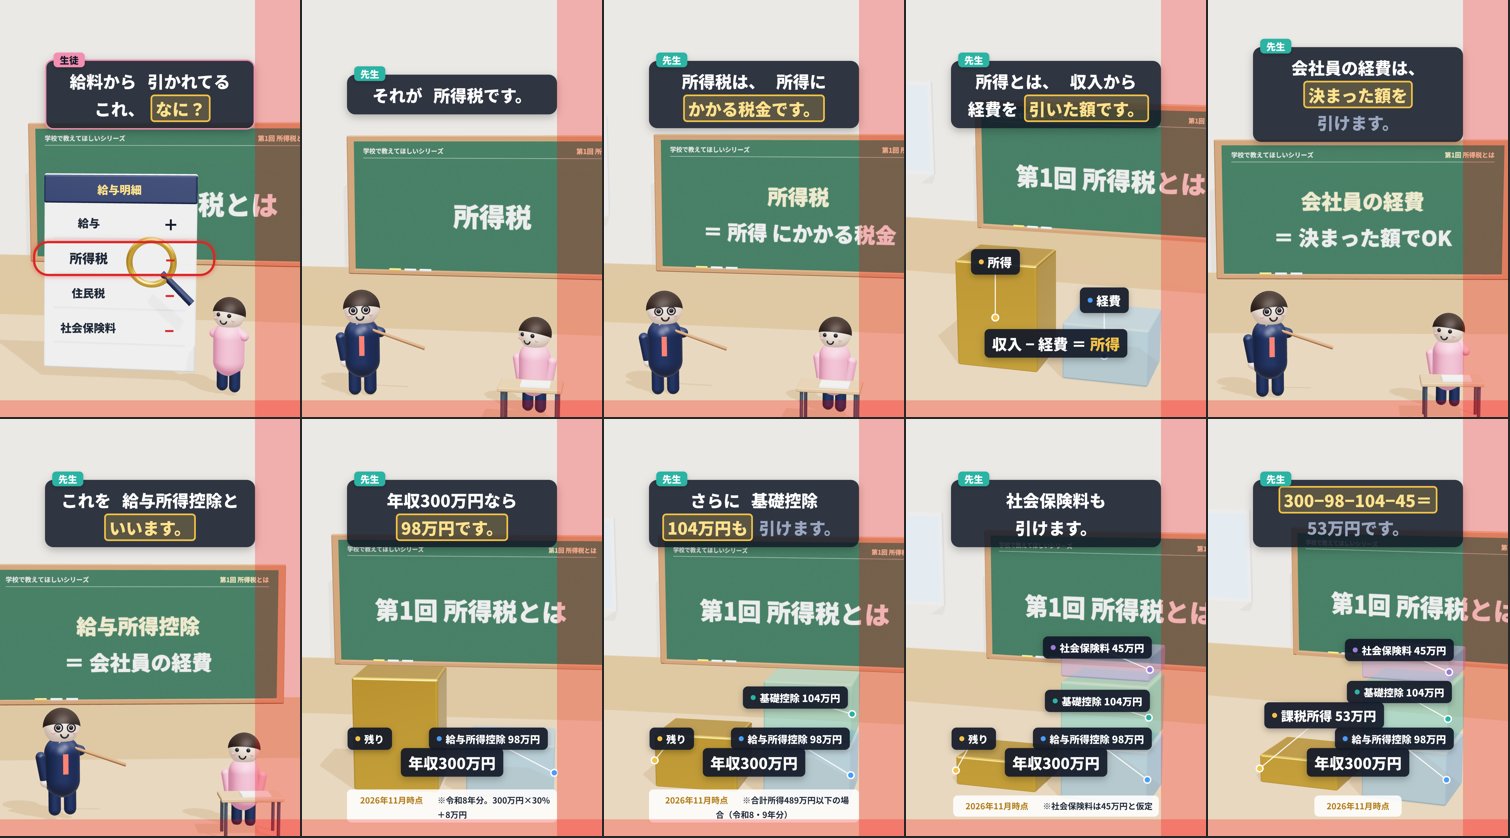 生徒
給料から 引かれてる
これ、 なに？
学校で教えてほしいシリーズ
第1回 所得税と
税とは
給与明細
給与 ＋
所得税 −
住民税 −
社会保険料 −
先生
それが 所得税です。
学校で教えてほしいシリーズ
第1回 所
所得税
先生
所得税は、 所得に
かかる税金です。
学校で教えてほしいシリーズ
第1回 所
所得税
＝ 所得 にかかる税金
先生
所得とは、 収入から
経費を 引いた額です。
第1回
第1回 所得税とは
所得
経費
収入 − 経費 ＝ 所得
先生
会社員の経費は、
決まった額を
引けます。
学校で教えてほしいシリーズ
第1回 所得税とは
会社員の経費
＝ 決まった額でOK
先生
これを 給与所得控除と
いいます。
学校で教えてほしいシリーズ
第1回 所得税とは
給与所得控除
＝ 会社員の経費
先生
年収300万円なら
98万円です。
学校で教えてほしいシリーズ
第1回 所得税とは
第1回 所得税とは
残り
給与所得控除 98万円
年収300万円
2026年11月時点 ※令和8年分。300万円×30%
＋8万円
先生
さらに 基礎控除
104万円も 引けます。
学校で教えてほしいシリーズ
第1回 所得
第1回 所得税とは
基礎控除 104万円
残り
給与所得控除 98万円
年収300万円
2026年11月時点 ※合計所得489万円以下の場
合（令和8・9年分）
先生
社会保険料も
引けます。
第1回 所得税とは
社会保険料 45万円
基礎控除 104万円
残り
給与所得控除 98万円
年収300万円
2026年11月時点 ※社会保険料は45万円と仮定
先生
300−98−104−45＝
53万円です。
第1回 所得税とは
社会保険料 45万円
基礎控除 104万円
課税所得 53万円
給与所得控除 98万円
年収300万円
2026年11月時点